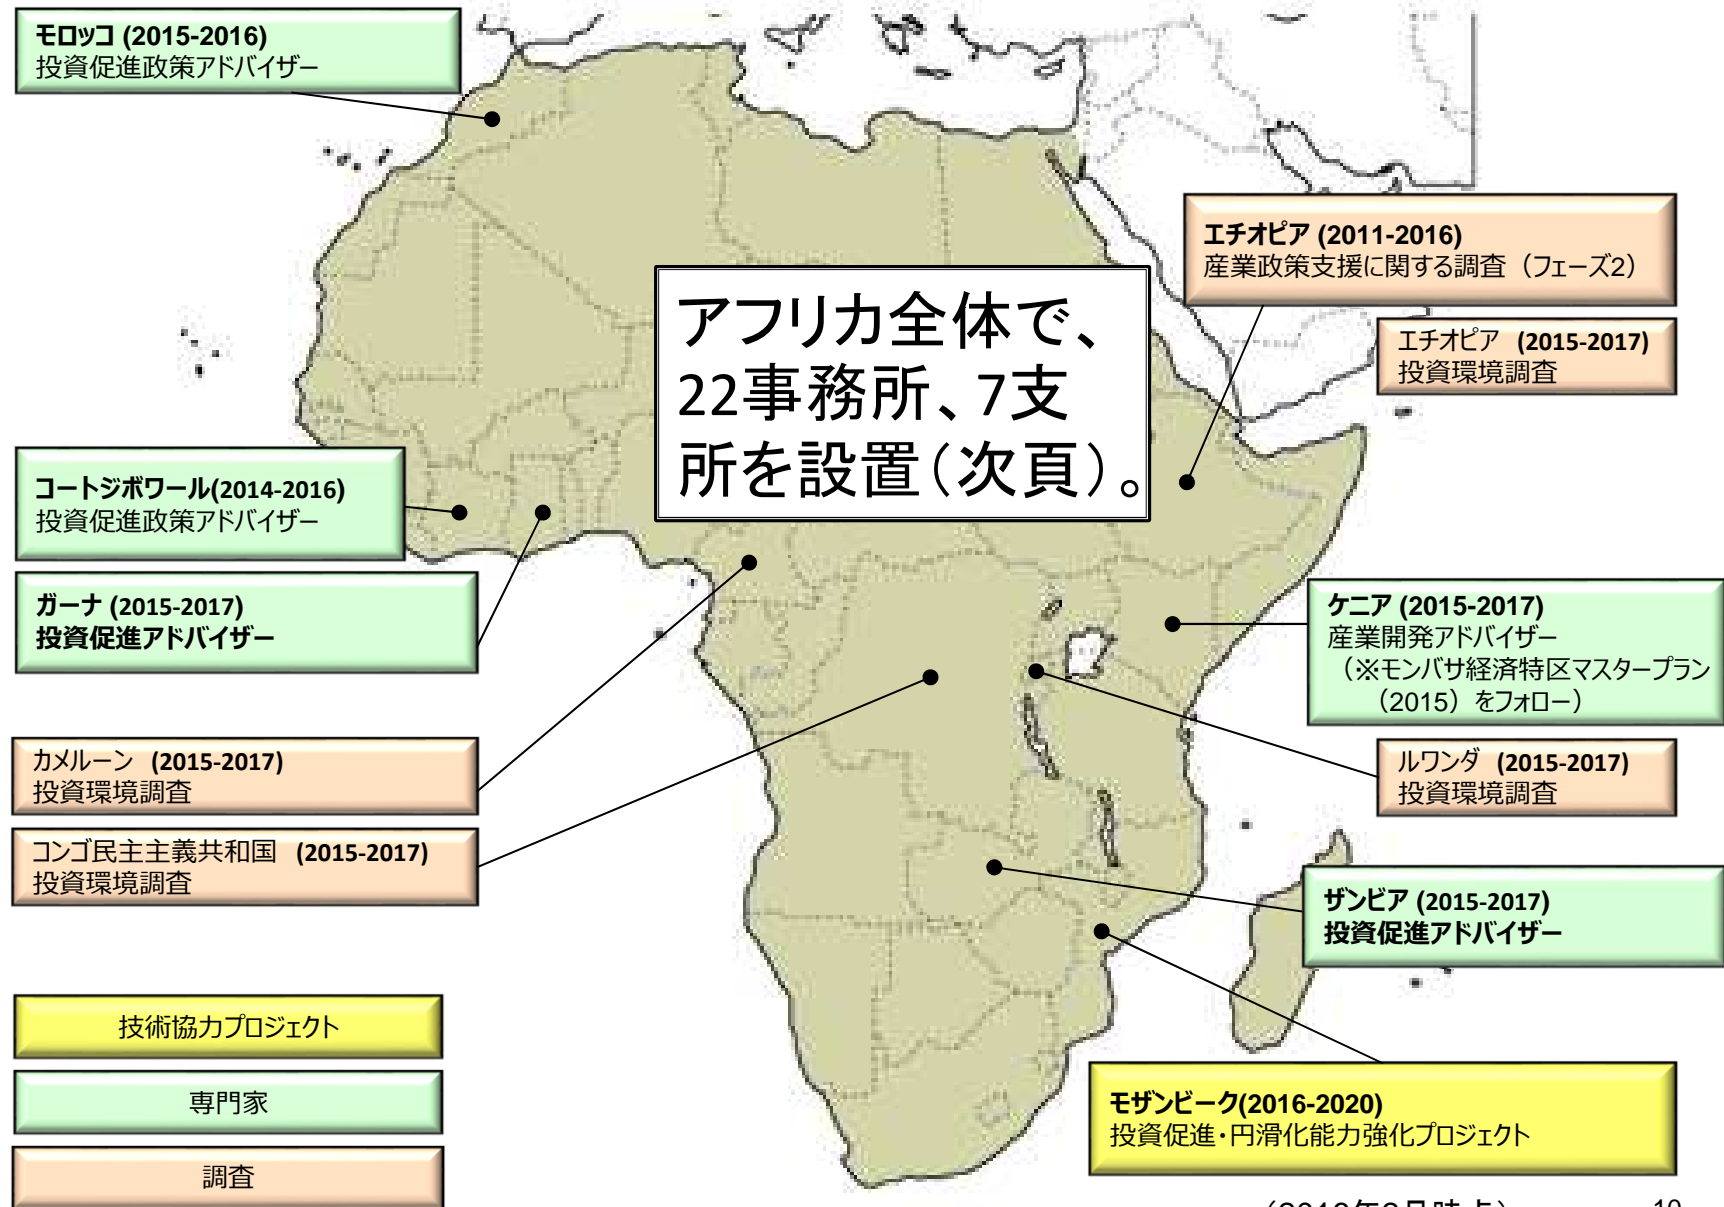 モロッコ (2015-2016)
投資促進政策アドバイザー
エチオピア (2011-2016)
産業政策支援に関する調査（フェーズ2）
エチオピア (2015-2017)
投資環境調査
アフリカ全体で、
22事務所、7支
所を設置（次頁）。
コートジボワール(2014-2016)
投資促進政策アドバイザー
ガーナ (2015-2017)
投資促進アドバイザー
ケニア (2015-2017)
産業開発アドバイザー
（※モンバサ経済特区マスタープラン
（2015）をフォロー）
カメルーン (2015-2017)
投資環境調査
ルワンダ (2015-2017)
投資環境調査
コンゴ民主主義共和国 (2015-2017)
投資環境調査
ザンビア (2015-2017)
投資促進アドバイザー
技術協力プロジェクト
専門家
調査
モザンビーク(2016-2020)
投資促進・円滑化能力強化プロジェクト